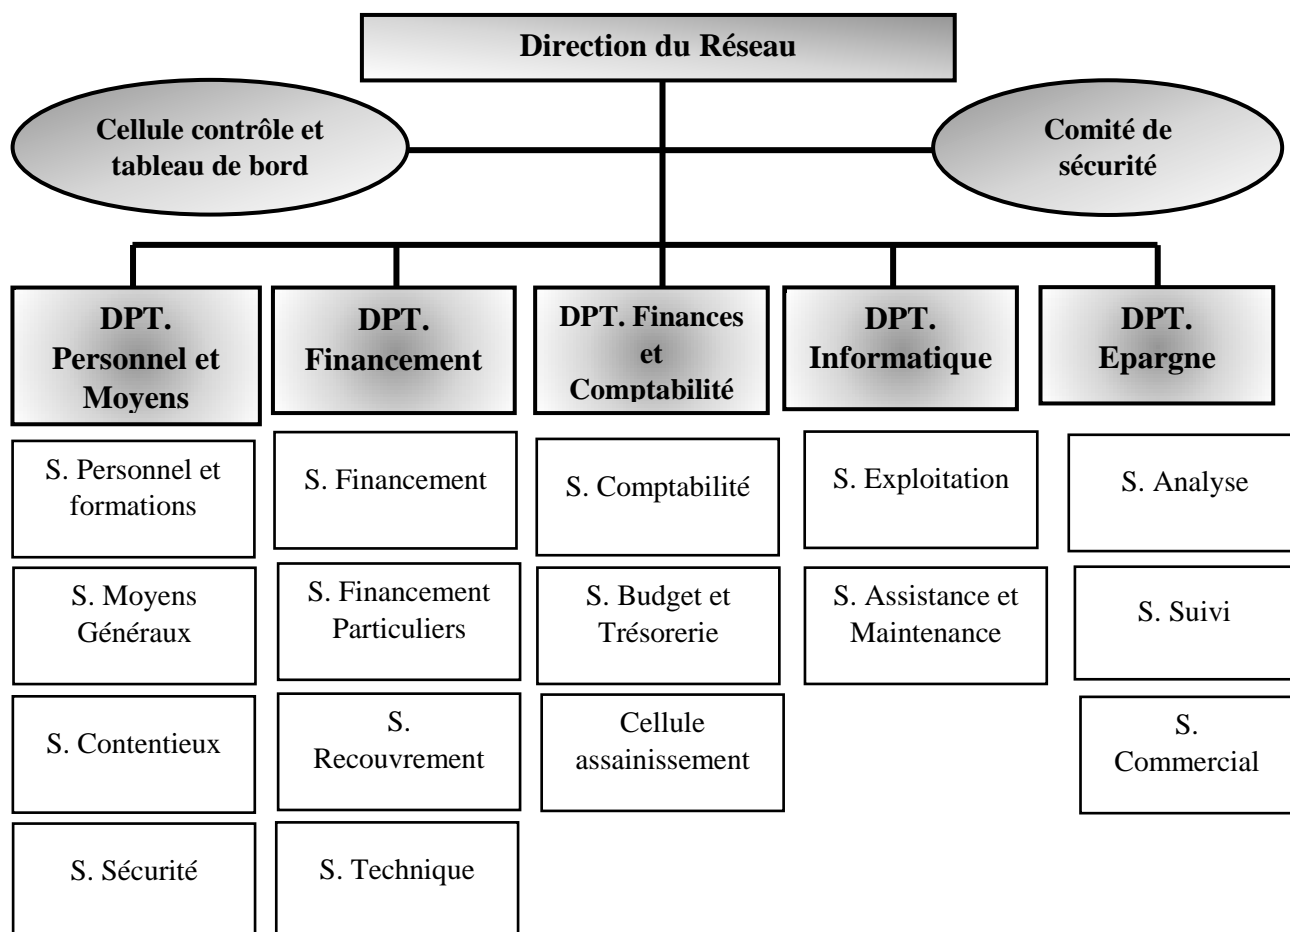 Direction du Réseau
Cellule contrôle et
tableau de bord
Comité de
sécurité
DPT.
Personnel et
Moyens
DPT.
Financement
DPT. Finances
et
Comptabilité
DPT.
Informatique
DPT.
Epargne
S. Personnel et
formations
S. Financement
S. Comptabilité
S. Exploitation
S. Analyse
S. Moyens
Généraux
S. Financement
Particuliers
S. Budget et
Trésorerie
S. Assistance et
Maintenance
S. Suivi
S. Contentieux
S.
Recouvrement
Cellule
assainissement
S.
Commercial
S. Sécurité
S. Technique